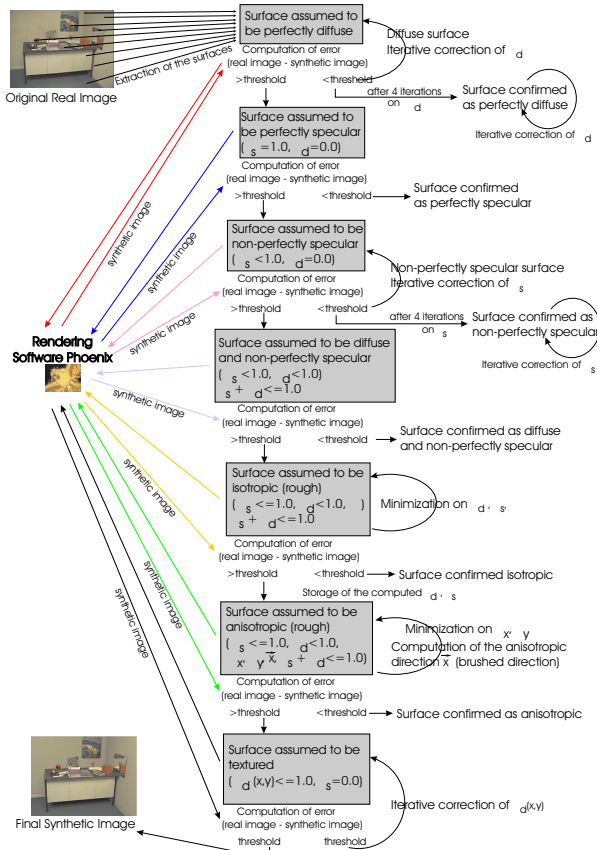 Surface assumed to
be perfectly diffuse
Diffuse surface
Iterative correction of d
Extraction of the surfaces
Original Real Image
Computation of error
(real image - synthetic image)
>threshold <threshold
after 4 iterations
on d
Surface confirmed
as perfectly diffuse
Iterative correction of d
Surface assumed to
be perfectly specular
( s =1.0, d=0.0)
Computation of error
(real image - synthetic image)
>threshold <threshold
Surface confirmed
as perfectly specular
synthetic image
synthetic image
Surface assumed to be
non-perfectly specular
( s <1.0, d=0.0)
Computation of error
(real image - synthetic image)
Non-perfectly specular surface
Iterative correction of s
>threshold <threshold
after 4 iterations
on s
Surface confirmed as
non-perfectly specular
Iterative correction of s
synthetic image
Rendering
Software Phoenix
Surface assumed to be diffuse
and non-perfectly specular
( s <1.0, d<1.0)
s + d<=1.0
synthetic image
Computation of error
(real image - synthetic image)
>threshold <threshold
Surface confirmed as diffuse
and non-perfectly specular
Surface assumed to be
isotropic (rough)
( s <=1.0, d<1.0, )
s + d<=1.0
Minimization on d, s,
synthetic image
Computation of error
(real image - synthetic image)
>threshold <threshold
Surface confirmed isotropic
Storage of the computed d, s
synthetic image
synthetic image
Surface assumed to be
anisotropic (rough)
( s <=1.0, d<1.0,
x, y, x, s + d<=1.0)
Minimization on x, y
Computation of the anisotropic
direction x (brushed direction)
Computation of error
(real image - synthetic image)
>threshold <threshold
Surface confirmed as anisotropic
Surface assumed to be
textured
( d (x,y)<=1.0, s=0.0)
Iterative correction of d(x,y)
Computation of error
(real image - synthetic image)
Final Synthetic Image
threshold threshold